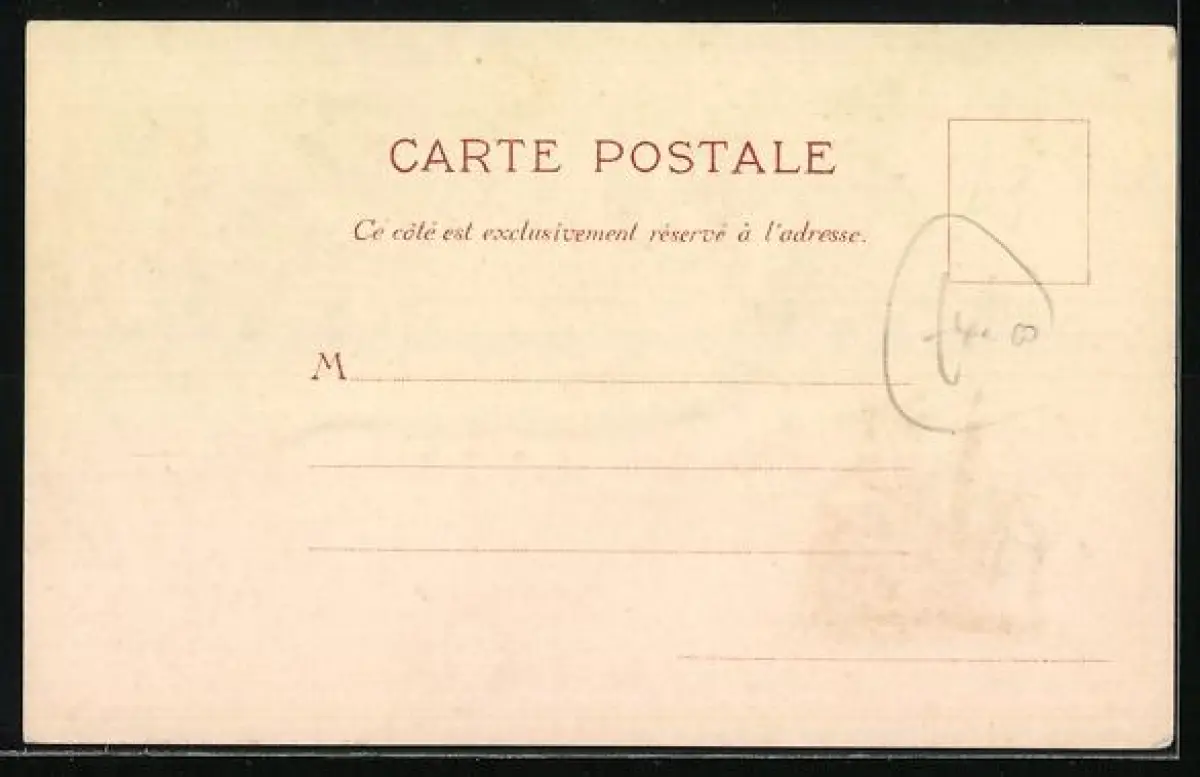 CARTE POSTALE
Ce côté est exclusivement réservé à l'adresse.
M